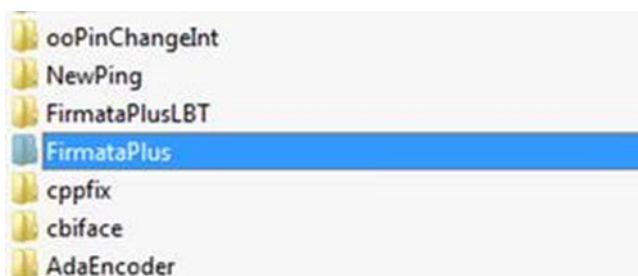 ooPinChangeInt
NewPing
FirmataPlusLBT
FirmataPlus
cppfix
cbiface
AdaEncoder